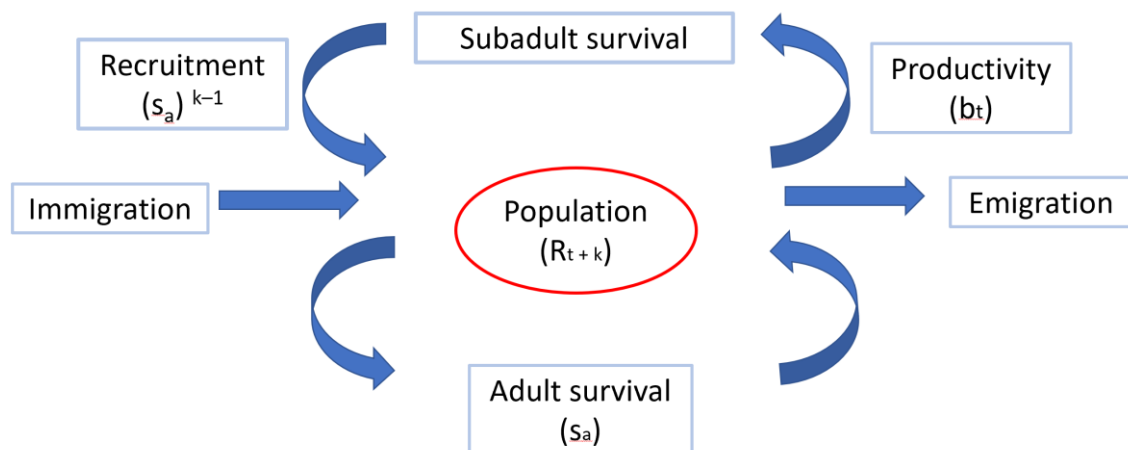 Subadult survival
Recruitment
(sₐ) ᵏ⁻¹
Productivity
(bₜ)
Immigration
Population
(Rₜ ₊ ₖ)
Emigration
Adult survival
(sₐ)